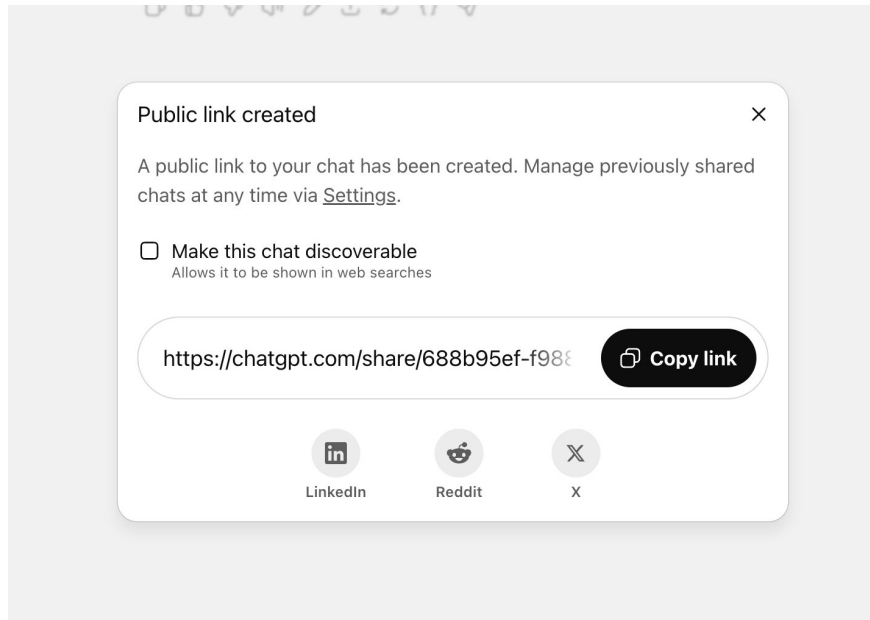 Public link created
A public link to your chat has been created. Manage previously shared
chats at any time via Settings.
Make this chat discoverable
Allows it to be shown in web searches
https://chatgpt.com/share/688b95ef-f988
Copy link
LinkedIn
Reddit
X